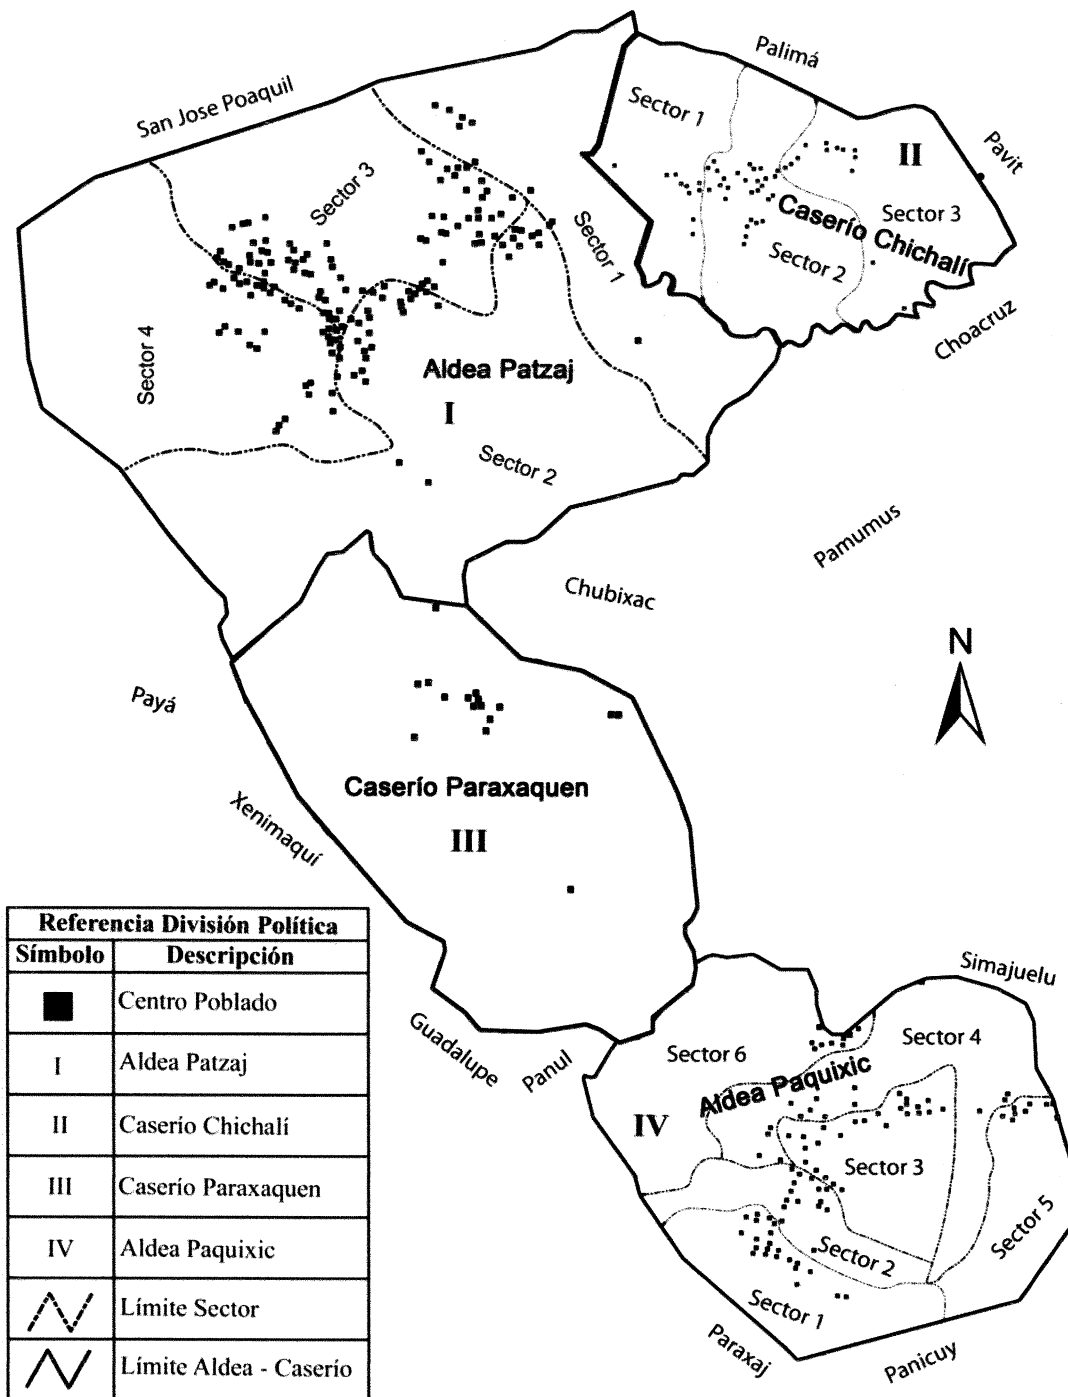 Palimá
San Jose Poaquil
Sector 1
II
Pavit
Sector 3
Sector 3
Caserío Chichalí
Sector 1
Sector 2
Choacruz
Sector 4
Aldea Patzaj
I
Sector 2
Pamumus
Chubixac
N
Payá
Caserío Paraxaquen
III
Xenimaquí
Referencia División Política
Símbolo Descripción
Centro Poblado
I Aldea Patzaj
II Caserío Chichalí
III Caserío Paraxaquen
IV Aldea Paquixic
Límite Sector
Límite Aldea - Caserío
Guadalupe
Panul
Simajuelu
Sector 6
Sector 4
Aldea Paquixic
IV
Sector 3
Sector 5
Sector 2
Sector 1
Paraxaj
Panicuy